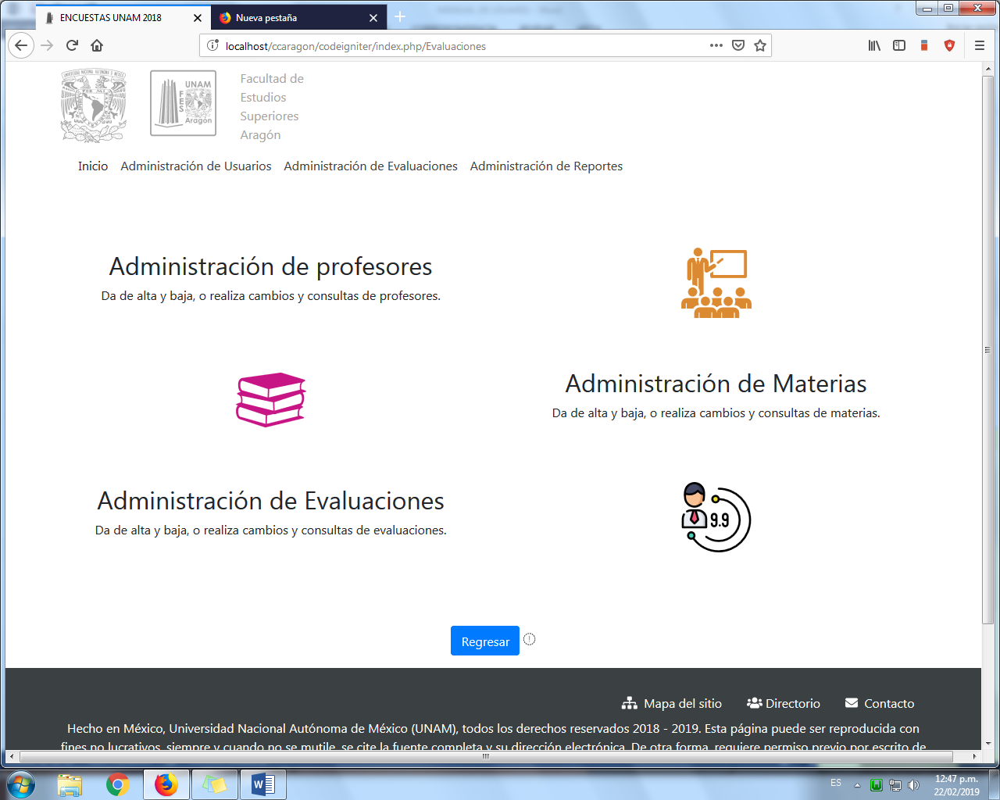 ENCUESTAS UNAM 2018
Nueva pestaña
localhost/ccaragon/codeigniter/index.php/Evaluaciones
UNAM
FES
Aragón
Facultad de
Estudios
Superiores
Aragón
Inicio Administración de Usuarios Administración de Evaluaciones Administración de Reportes
Administración de profesores
Da de alta y baja, o realiza cambios y consultas de profesores.
Administración de Materias
Da de alta y baja, o realiza cambios y consultas de materias.
Administración de Evaluaciones
Da de alta y baja, o realiza cambios y consultas de evaluaciones.
9.9
Regresar
Mapa del sitio Directorio Contacto
Hecho en México, Universidad Nacional Autónoma de México (UNAM), todos los derechos reservados 2018 - 2019. Esta página puede ser reproducida con
fines no lucrativos, siempre y cuando no se mutile, se cite la fuente completa y su dirección electrónica. De otra forma, requiere permiso previo por escrito de
ES
12:47 p.m.
22/02/2019